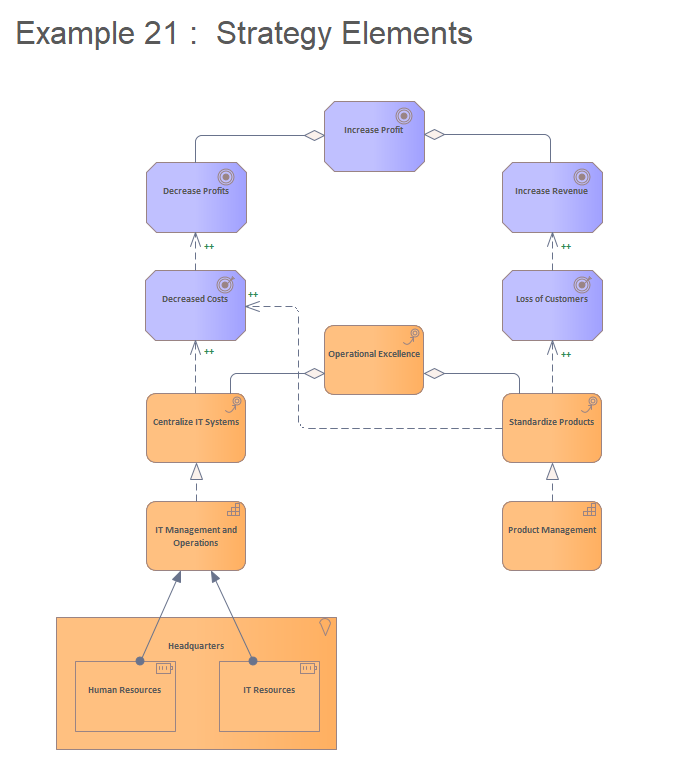 Example 21 :  Strategy Elements
Increase Profit
Decrease Profits
Increase Revenue
++
++
Decreased Costs
++
Loss of Customers
Operational Excellence
++
++
Centralize IT Systems
Standardize Products
IT Management and
Operations
Product Management
Headquarters
Human Resources
IT Resources